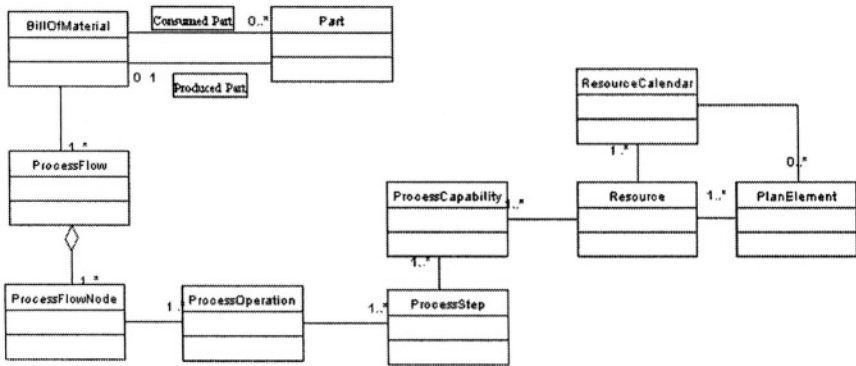 BillOfMaterial
Consumed Part
0..*
Part
0 1
Produced Part
ResourceCalendar
1..*
0..*
1..*
ProcessFlow
ProcessCapability
1..*
Resource
1..*
PlanElement
1..*
1..*
ProcessFlowNode
1..
ProcessOperation
1..*
ProcessStep